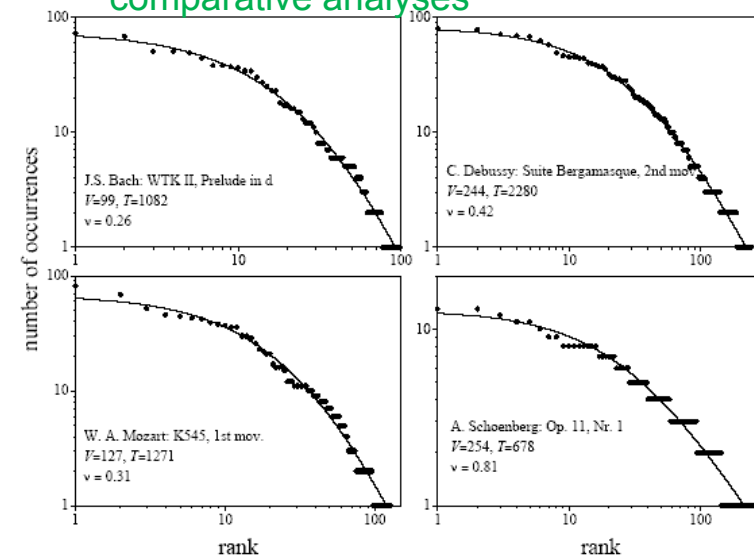 comparative analyses
number of occurrences
100
10
1
J.S. Bach: WTK II, Prelude in d
V=99, T=1082
ν = 0.26
1
10
100
100
10
1
C. Debussy: Suite Bergamasque, 2nd mov.
V=244, T=2280
ν = 0.42
1
10
100
100
10
1
W. A. Mozart: K545, 1st mov.
V=127, T=1271
ν = 0.31
1
10
100
rank
10
1
A. Schoenberg: Op. 11, Nr. 1
V=254, T=678
ν = 0.81
1
10
100
rank